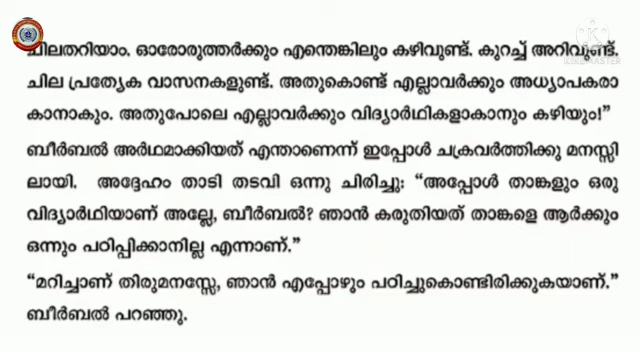 ചിലതറിയാം. ഓരോരുത്തർക്കും എന്തെങ്കിലും കഴിവുണ്ട്. കുറച്ച് അറിവുണ്ട്.
ചില പ്രത്യേക വാസനകളുണ്ട്. അതുകൊണ്ട് എല്ലാവർക്കും അധ്യാപകരാ
കാനാകും. അതുപോലെ എല്ലാവർക്കും വിദ്യാർഥികളാകാനും കഴിയും!”
ബീർബൽ അർഥമാക്കിയത് എന്താണെന്ന് ഇപ്പോൾ ചക്രവർത്തിക്കു മനസ്സി
ലായി. അദ്ദേഹം താടി തടവി ഒന്നു ചിരിച്ചു: “അപ്പോൾ താങ്കളും ഒരു
വിദ്യാർഥിയാണ് അല്ലേ, ബീർബൽ? ഞാൻ കരുതിയത് താങ്കളെ ആർക്കും
ഒന്നും പഠിപ്പിക്കാനില്ല എന്നാണ്.”
“മറിച്ചാണ് തിരുമനസ്സേ, ഞാൻ എപ്പോഴും പഠിച്ചുകൊണ്ടിരിക്കുകയാണ്.”
ബീർബൽ പറഞ്ഞു.
KINEMASTER